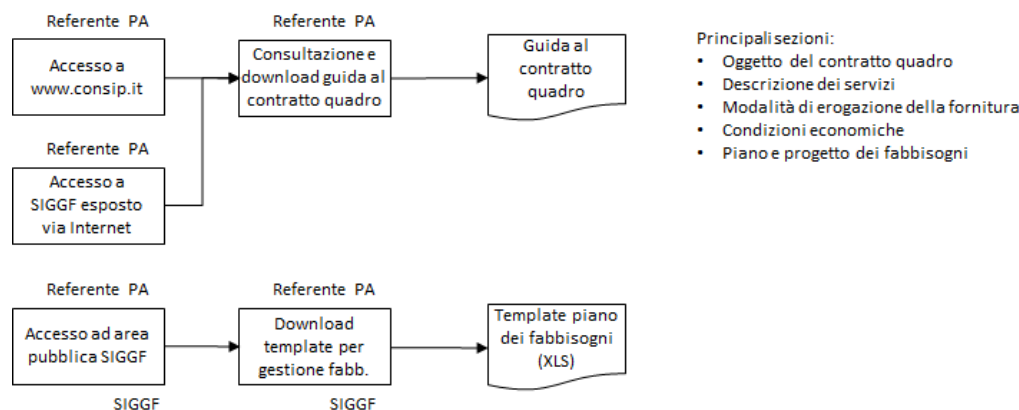 Referente PA
Accesso a
www.consip.it
Referente PA
Consultazione e
download guida al
contratto quadro
Guida al
contratto
quadro
Principali sezioni:
• Oggetto del contratto quadro
• Descrizione dei servizi
• Modalità di erogazione della fornitura
• Condizioni economiche
• Piano e progetto dei fabbisogni
Referente PA
Accesso a
SIGGF esposto
via Internet
Referente PA
Accesso ad area
pubblica SIGGF
SIGGF
Referente PA
Download
template per
gestione fabb.
SIGGF
Template piano
dei fabbisogni
(XLS)